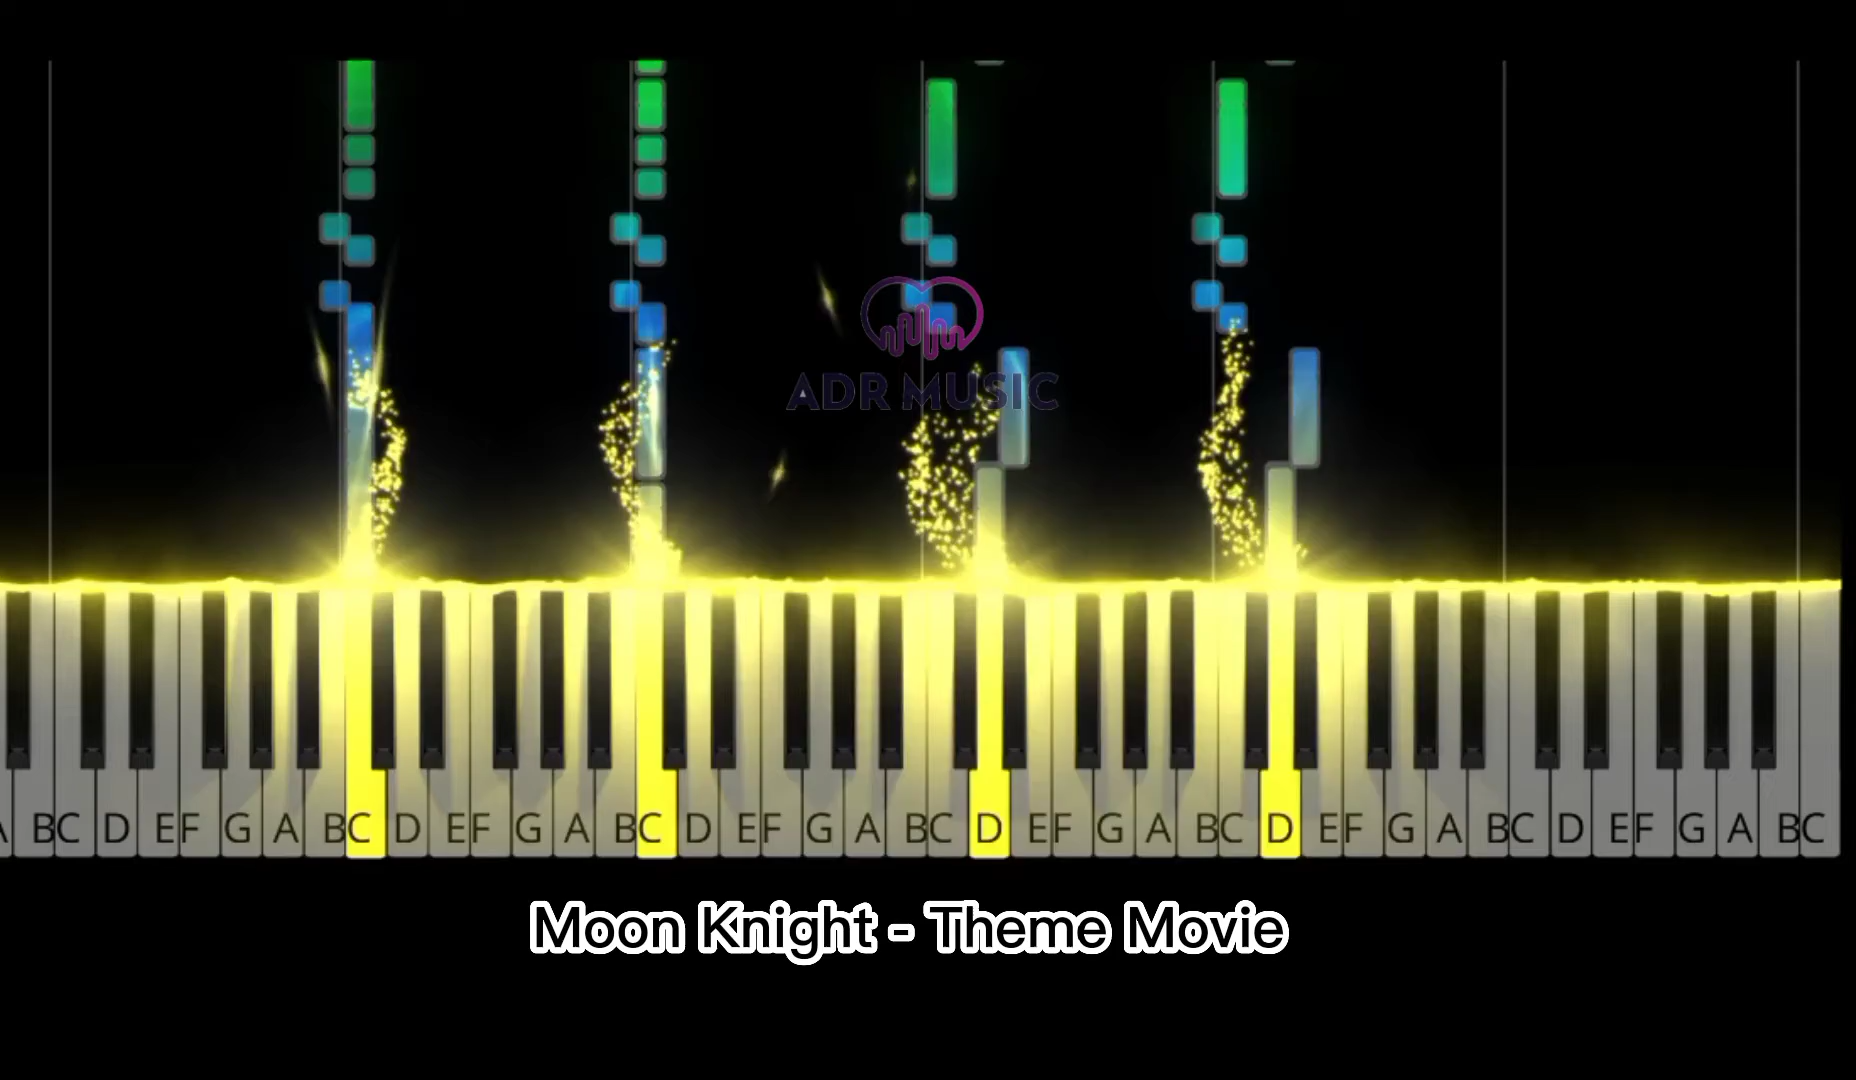 ADR MUSIC
A BC D EF G A BC D EF G A BC D EF G A BC D EF G A BC D EF G A BC D EF G A BC
Moon Knight - Theme Movie